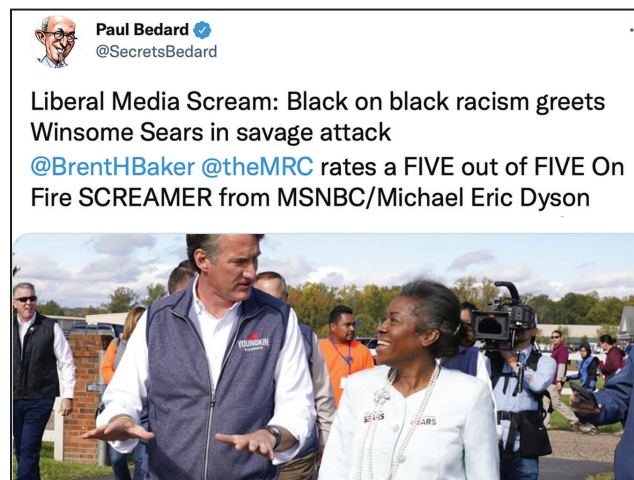 Paul Bedard
@SecretsBedard
Liberal Media Scream: Black on black racism greets
Winsome Sears in savage attack
@BrentHBaker @theMRC rates a FIVE out of FIVE On
Fire SCREAMER from MSNBC/Michael Eric Dyson
YOUNGKIN
SEARS